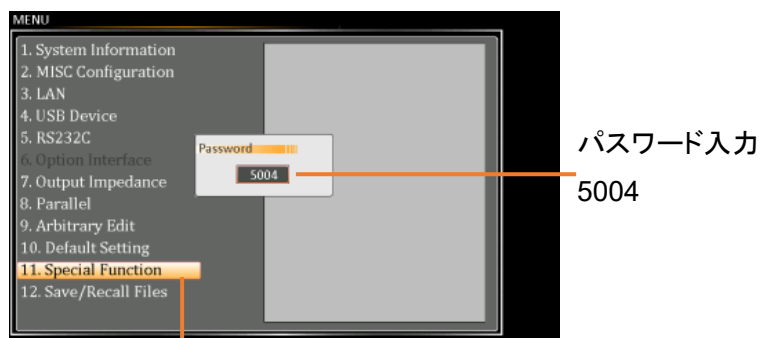 MENU
1. System Information
2. MISC Configuration
3. LAN
4. USB Device
5. RS232C
6. Option Interface
7. Output Impedance
8. Parallel
9. Arbitrary Edit
10. Default Setting
11. Special Function
12. Save/Recall Files
Password
5004
パスワード入力
5004